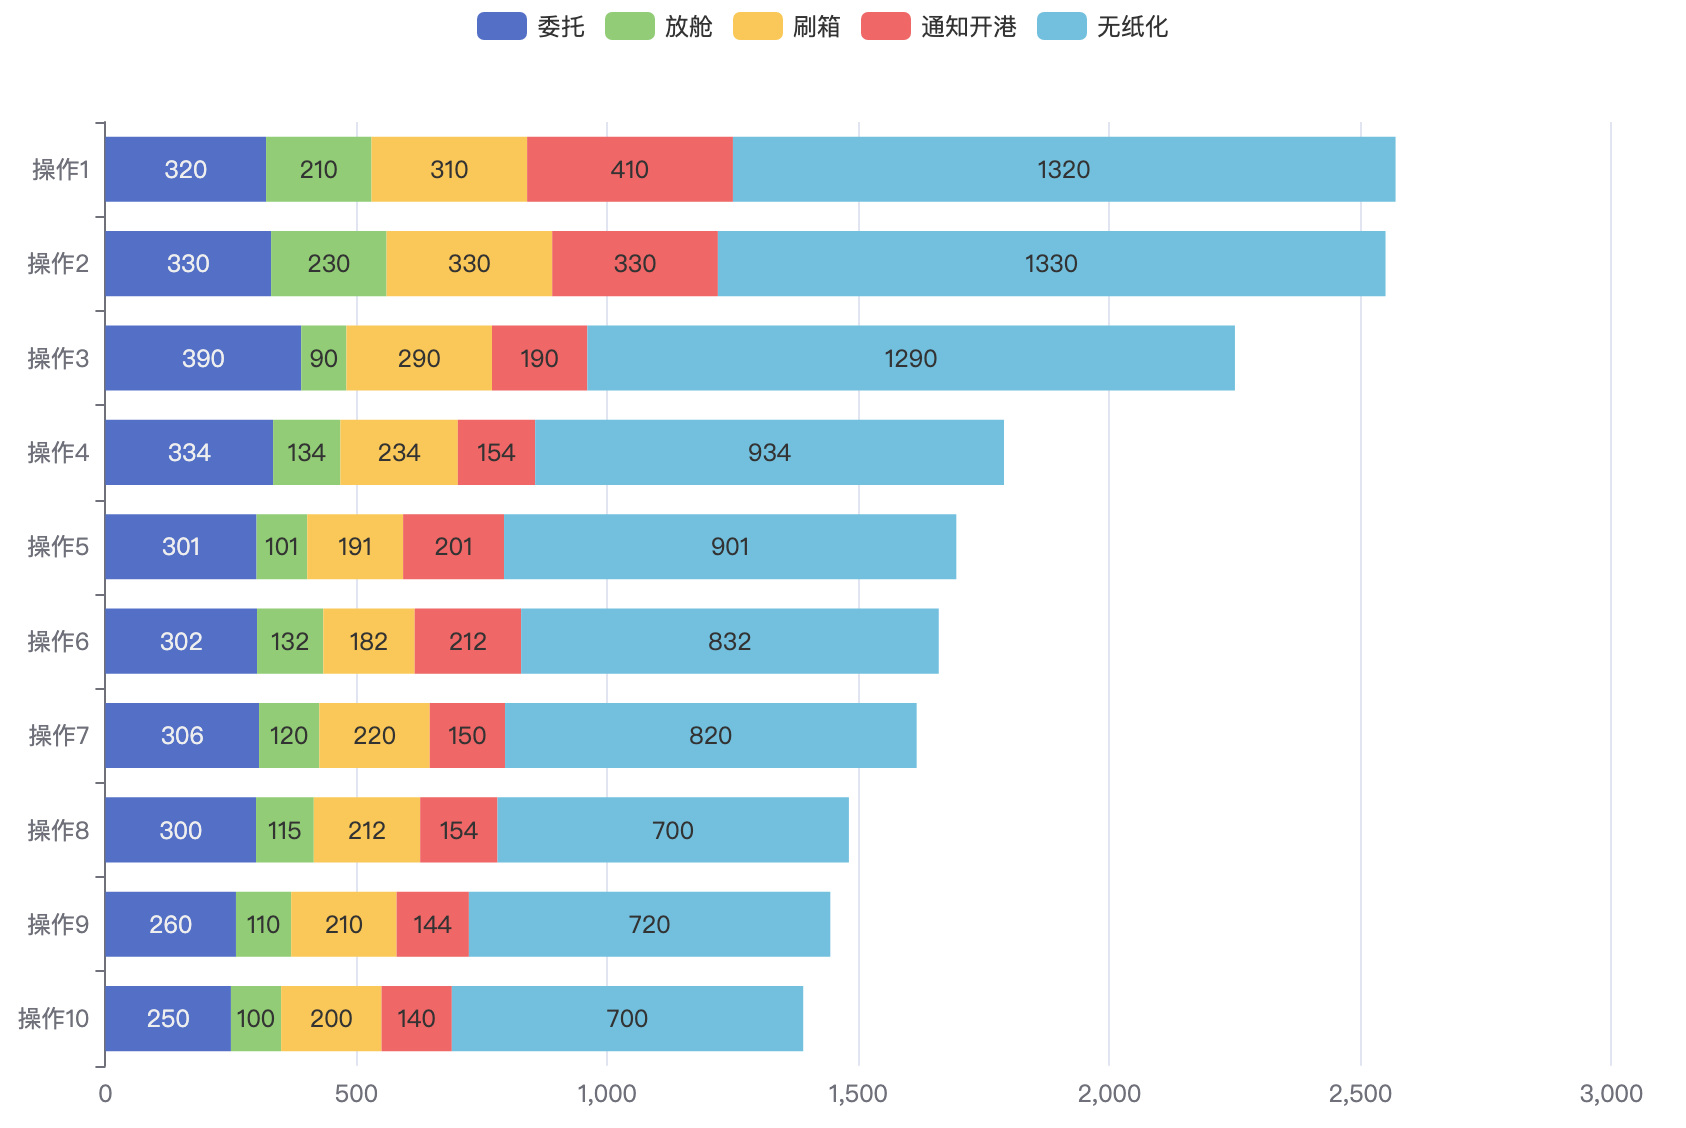 委托 放舱 刷箱 通知开港 无纸化
操作1 320 210 310 410 1320
操作2 330 230 330 330 1330
操作3 390 90 290 190 1290
操作4 334 134 234 154 934
操作5 301 101 191 201 901
操作6 302 132 182 212 832
操作7 306 120 220 150 820
操作8 300 115 212 154 700
操作9 260 110 210 144 720
操作10 250 100 200 140 700
0 500 1,000 1,500 2,000 2,500 3,000